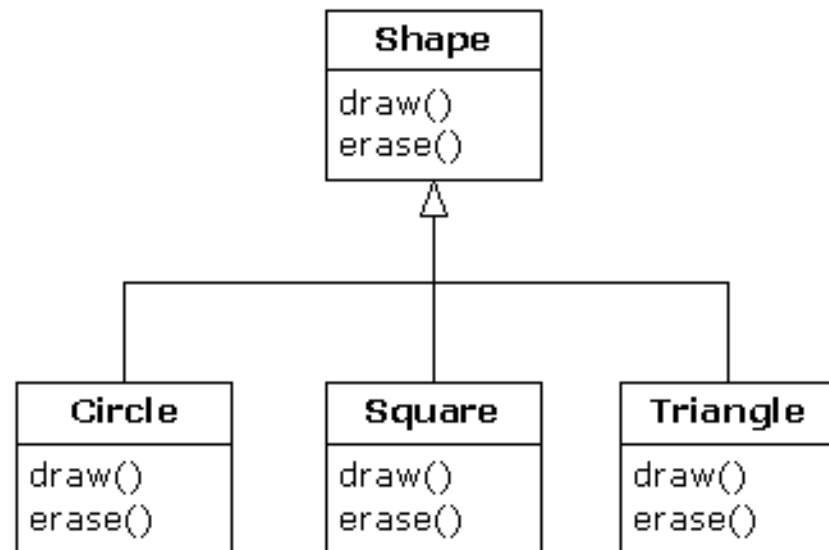 Shape
draw()
erase()
Circle
draw()
erase()
Square
draw()
erase()
Triangle
draw()
erase()